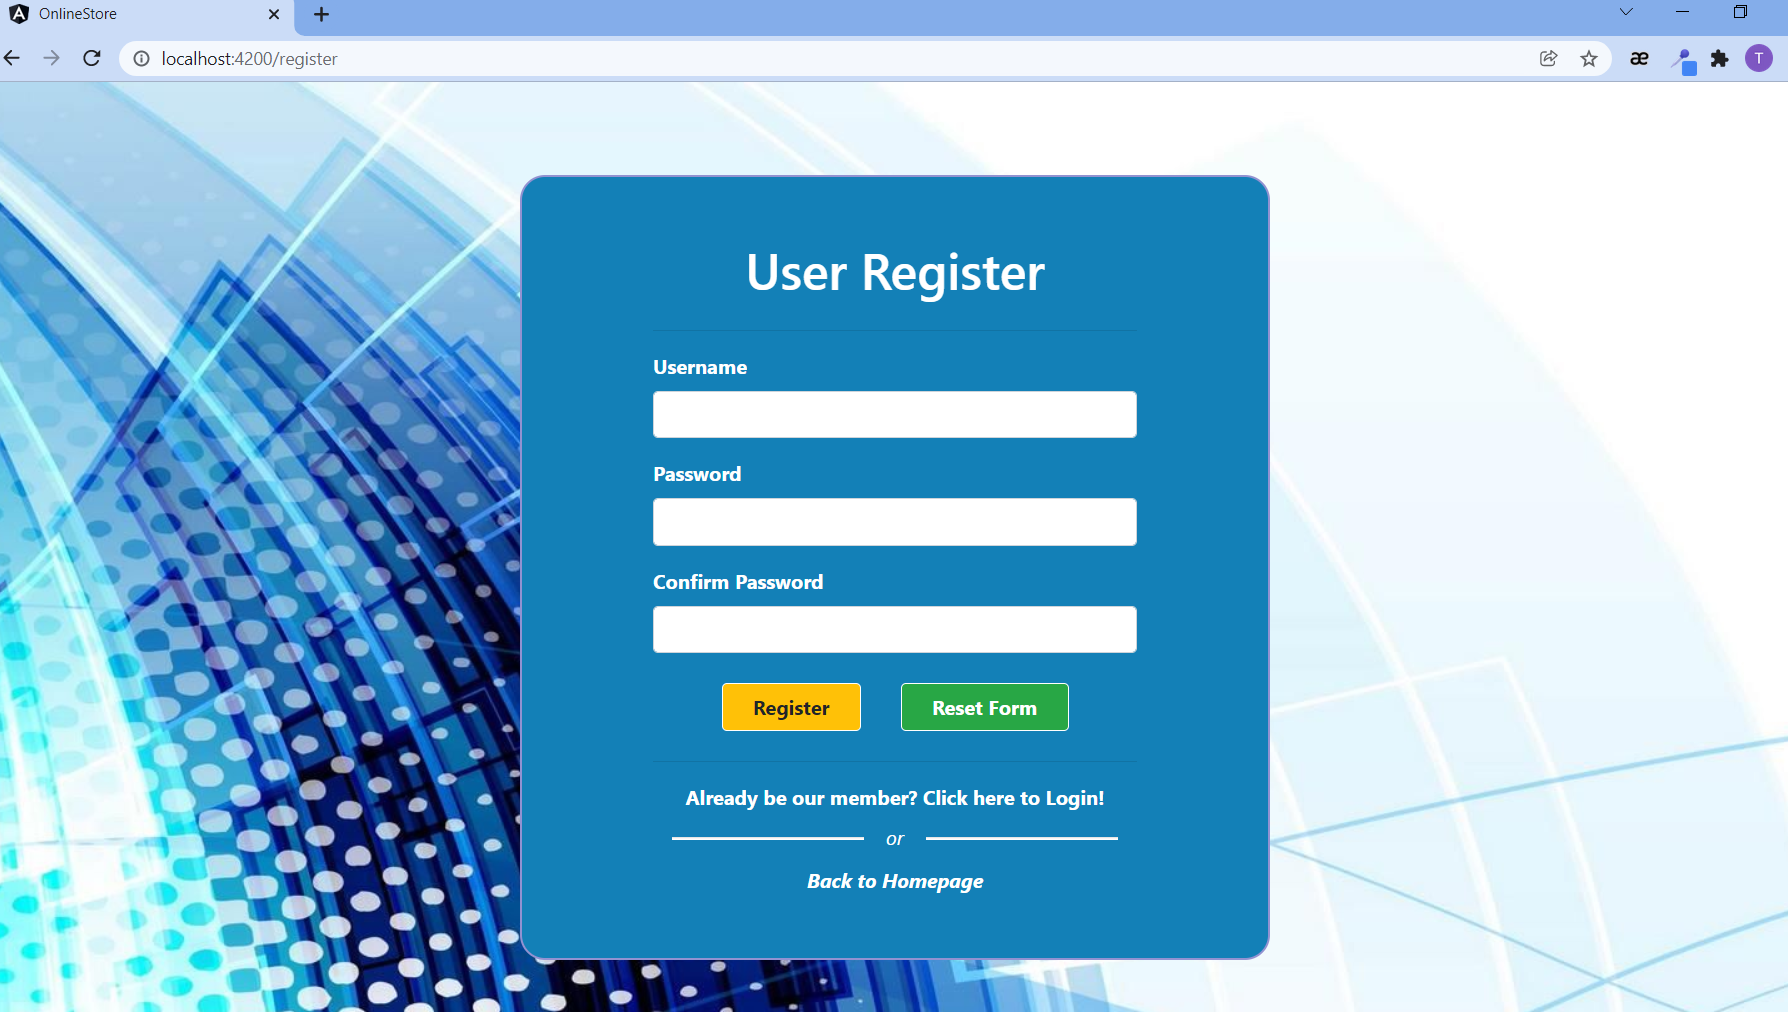 OnlineStore
localhost:4200/register
æ
T
User Register
Username
Password
Confirm Password
Register Reset Form
Already be our member? Click here to Login!
or
Back to Homepage